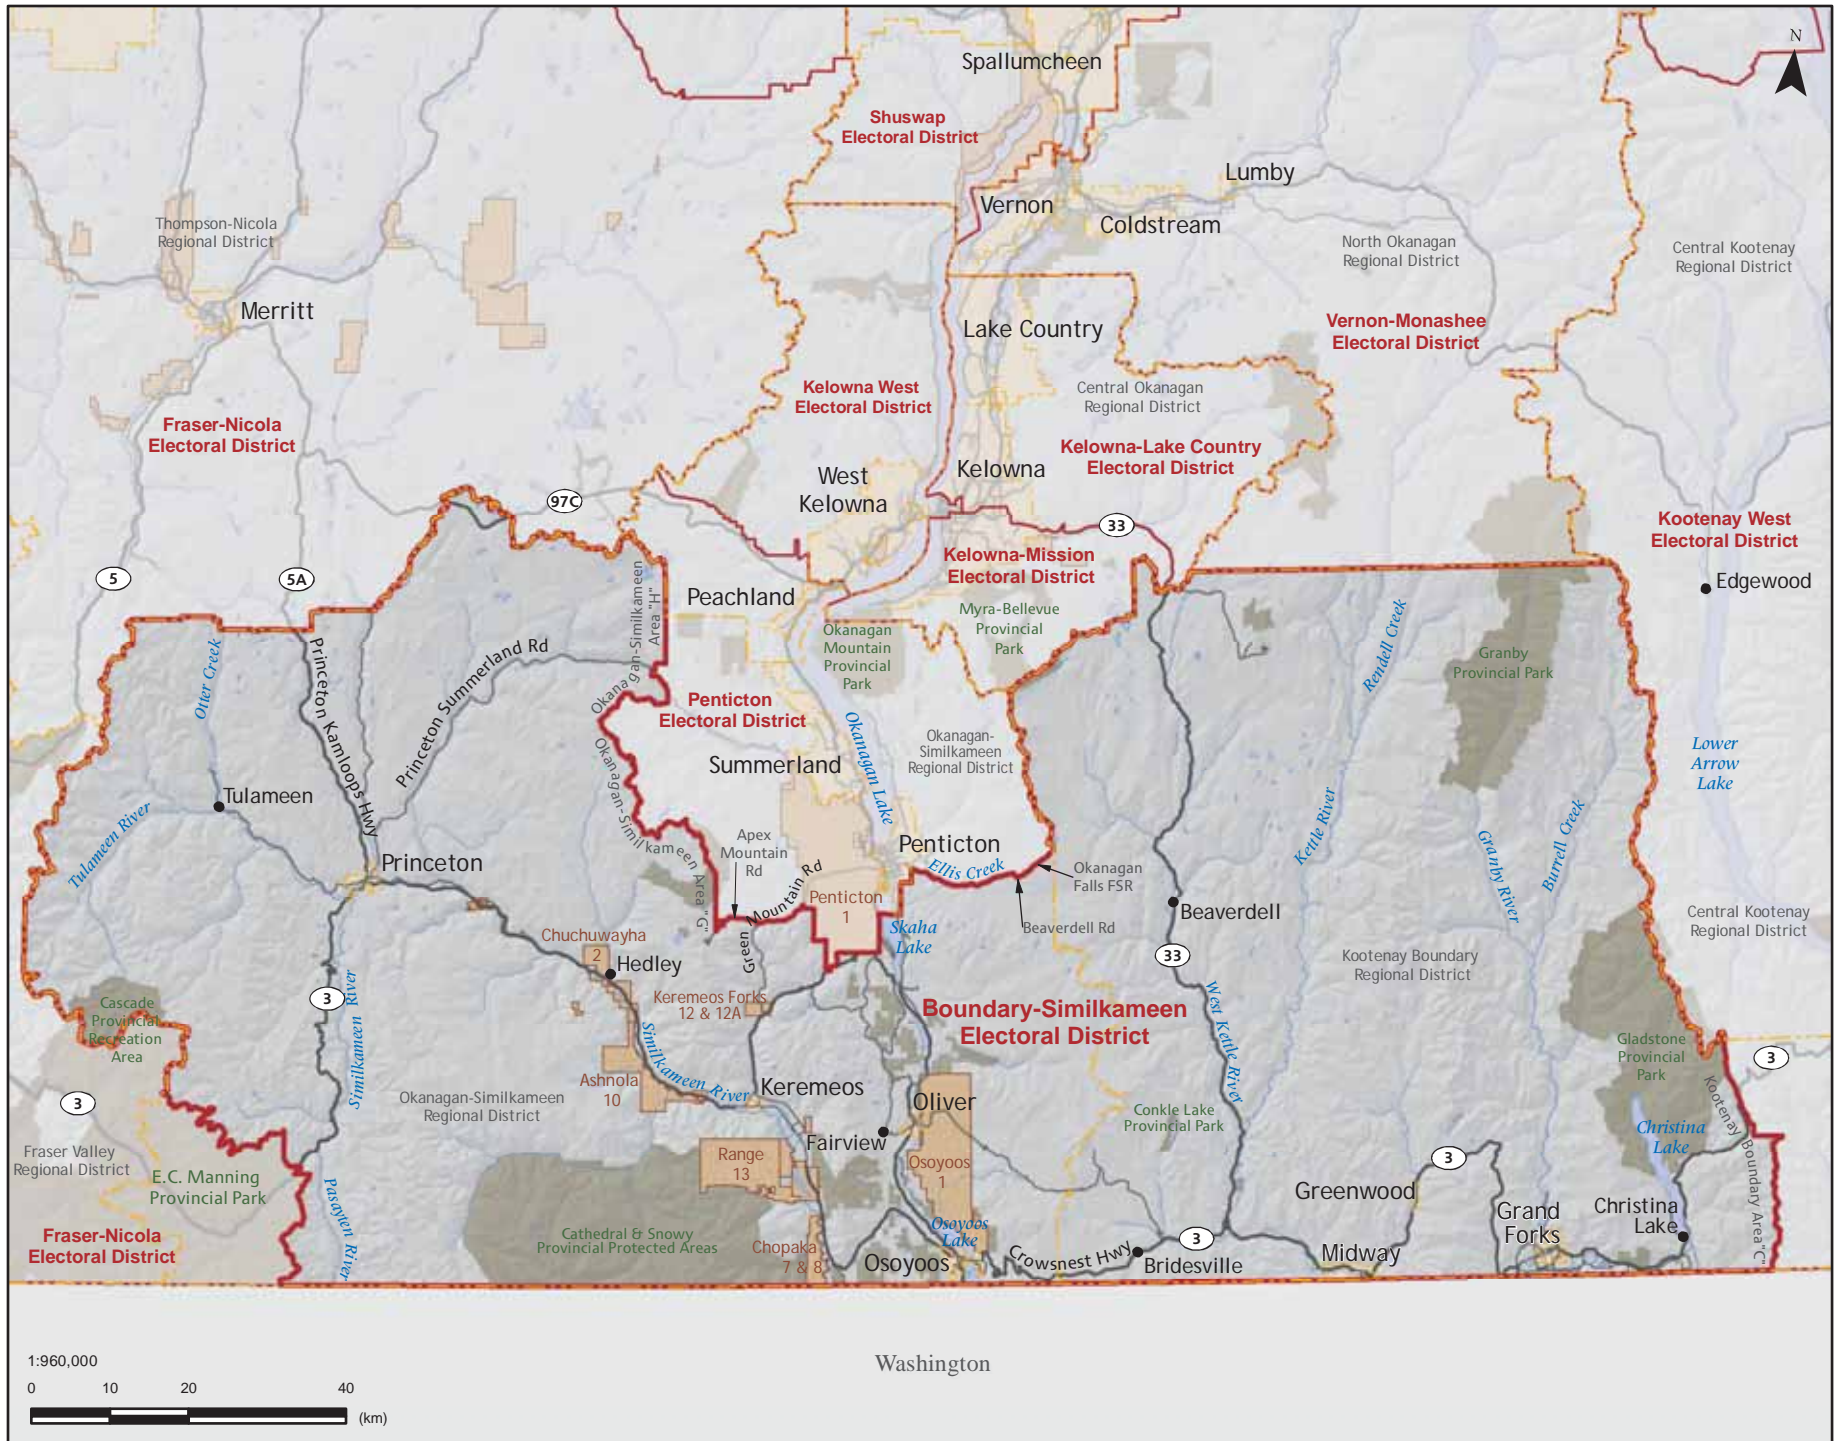 N
Spallumcheen
Shuswap
Electoral District
Lumby
Vernon
Coldstream
Thompson-Nicola
Regional District
North Okanagan
Regional District
Central Kootenay
Regional District
Merritt
Lake Country
Vernon-Monashee
Electoral District
Kelowna West
Electoral District
Central Okanagan
Regional District
Fraser-Nicola
Electoral District
Kelowna-Lake Country
Electoral District
West
Kelowna
Kelowna
97C
33
Kootenay West
Electoral District
Kelowna-Mission
Electoral District
5
5A
Edgewood
Peachland
Okanagan-Similkameen
Area "H"
Myra-Bellevue
Provincial
Park
Okanagan
Mountain
Provincial
Park
Rendell Creek
Granby
Provincial Park
Otter Creek
Princeton Kamloops Hwy
Princeton Summerland Rd
Penticton
Electoral District
Okanagan Lake
Okanagan-
Similkameen
Regional District
Lower
Arrow
Lake
Summerland
Okanagan-Similkameen Area "G"
Tulameen
Tulameen River
Kettle River
Granby River
Burrell Creek
Princeton
Apex
Mountain
Rd
Green Mountain Rd
Penticton
Ellis Creek
Okanagan
Falls FSR
Penticton
1
Beaverdell
Beaverdell Rd
Skaha
Lake
Central Kootenay
Regional District
Chuchuwayha
2
Hedley
33
Kootenay Boundary
Regional District
Cascade
Provincial
Recreation
Area
3
Similkameen River
Keremeos Forks
12 & 12A
Boundary-Similkameen
Electoral District
West Kettle River
Gladstone
Provincial
Park
3
Similkameen River
Ashnola
10
Keremeos
Oliver
Okanagan-Similkameen
Regional District
3
Conkle Lake
Provincial Park
Kootenay Boundary Area "C"
Christina
Lake
Fairview
Fraser Valley
Regional District
E.C. Manning
Provincial Park
Range
13
Osoyoos
1
3
Pasayten River
Greenwood
Grand
Forks
Christina
Lake
Fraser-Nicola
Electoral District
Cathedral & Snowy
Provincial Protected Areas
Chopaka
7 & 8
Osoyoos
Lake
Osoyoos
Crowsnest Hwy
3
Bridesville
Midway
Washington
1:960,000
0 10 20 40
(km)